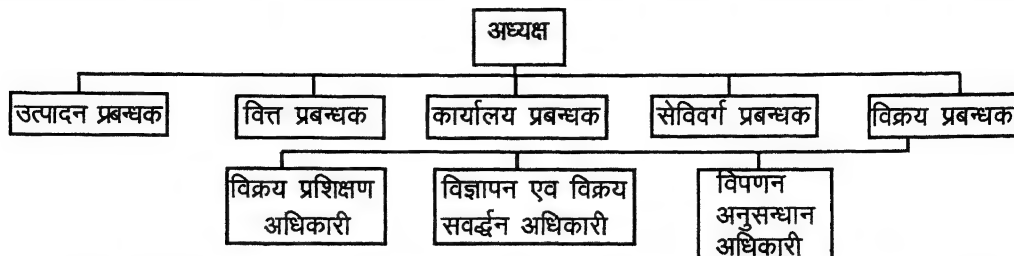 अध्यक्ष
उत्पादन प्रबन्धक
वित्त प्रबन्धक
कार्यालय प्रबन्धक
सेविवर्ग प्रबन्धक
विक्रय प्रबन्धक
विक्रय प्रशिक्षण
अधिकारी
विज्ञापन एव विक्रय
सवर्द्धन अधिकारी
विपणन
अनुसन्धान
अधिकारी